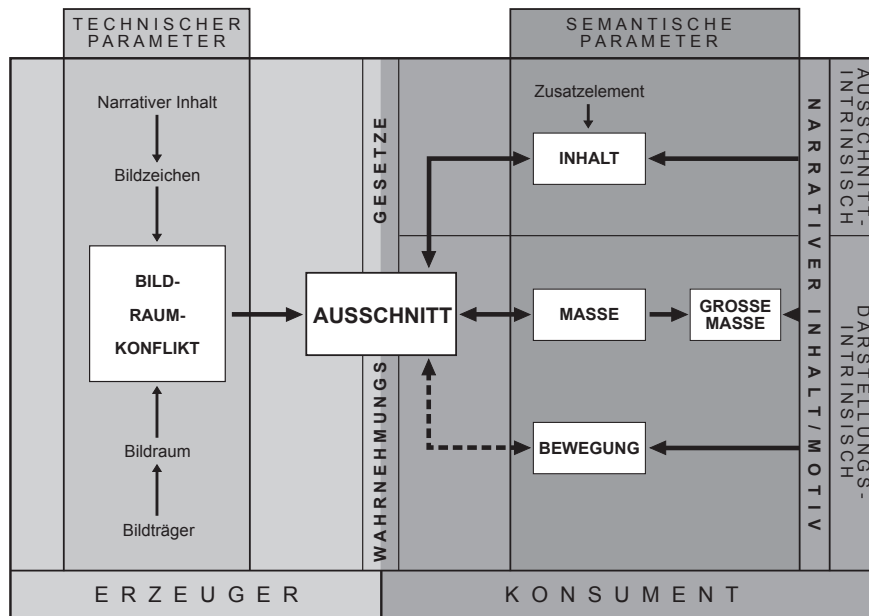 TECHNISCHER
PARAMETER
SEMANTISCHE
PARAMETER
Narrativer Inhalt
Bildzeichen
BILD-
RAUM-
KONFLIKT
Bildraum
Bildträger
GESETZE
WAHRNEHMUNGS
AUSSCHNITT
Zusatzelement
INHALT
MASSE
GROSSE
MASSE
BEWEGUNG
NARRATIVER INHALT/MOTIV
AUSSCHNITT-
INTRINSISCH
DARSTELLUNGS-
INTRINSISCH
ERZEUGER
KONSUMENT